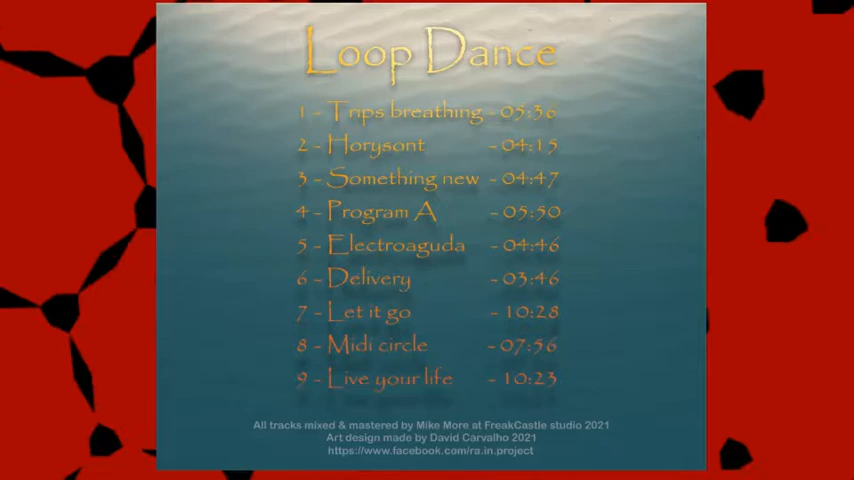 Loop Dance
1 - Trips breathing - 05:36
2 - Horysont - 04:15
3 - Something new - 04:47
4 - Program A - 05:50
5 - Electroaguda - 04:46
6 - Delivery - 03:46
7 - Let it go - 10:28
8 - Midi circle - 07:56
9 - Live your life - 10:23
All tracks mixed & mastered by Mike More at FreakCastle studio 2021
Art design made by David Carvalho 2021
https://www.facebook.com/ra.in.project